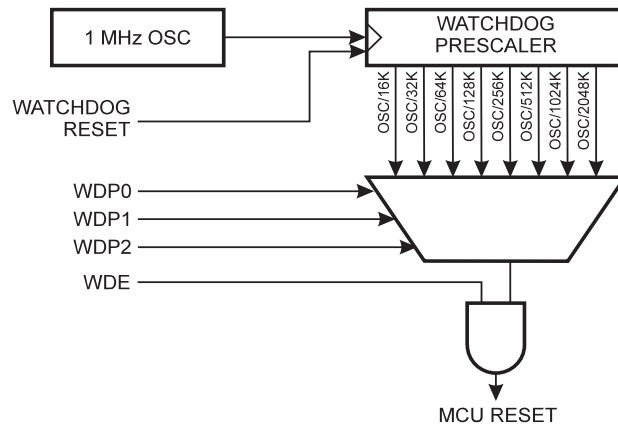 1 MHz OSC
WATCHDOG
PRESCALER
WATCHDOG
RESET
OSC/16K
OSC/32K
OSC/64K
OSC/128K
OSC/256K
OSC/512K
OSC/1024K
OSC/2048K
WDP0
WDP1
WDP2
WDE
MCU RESET